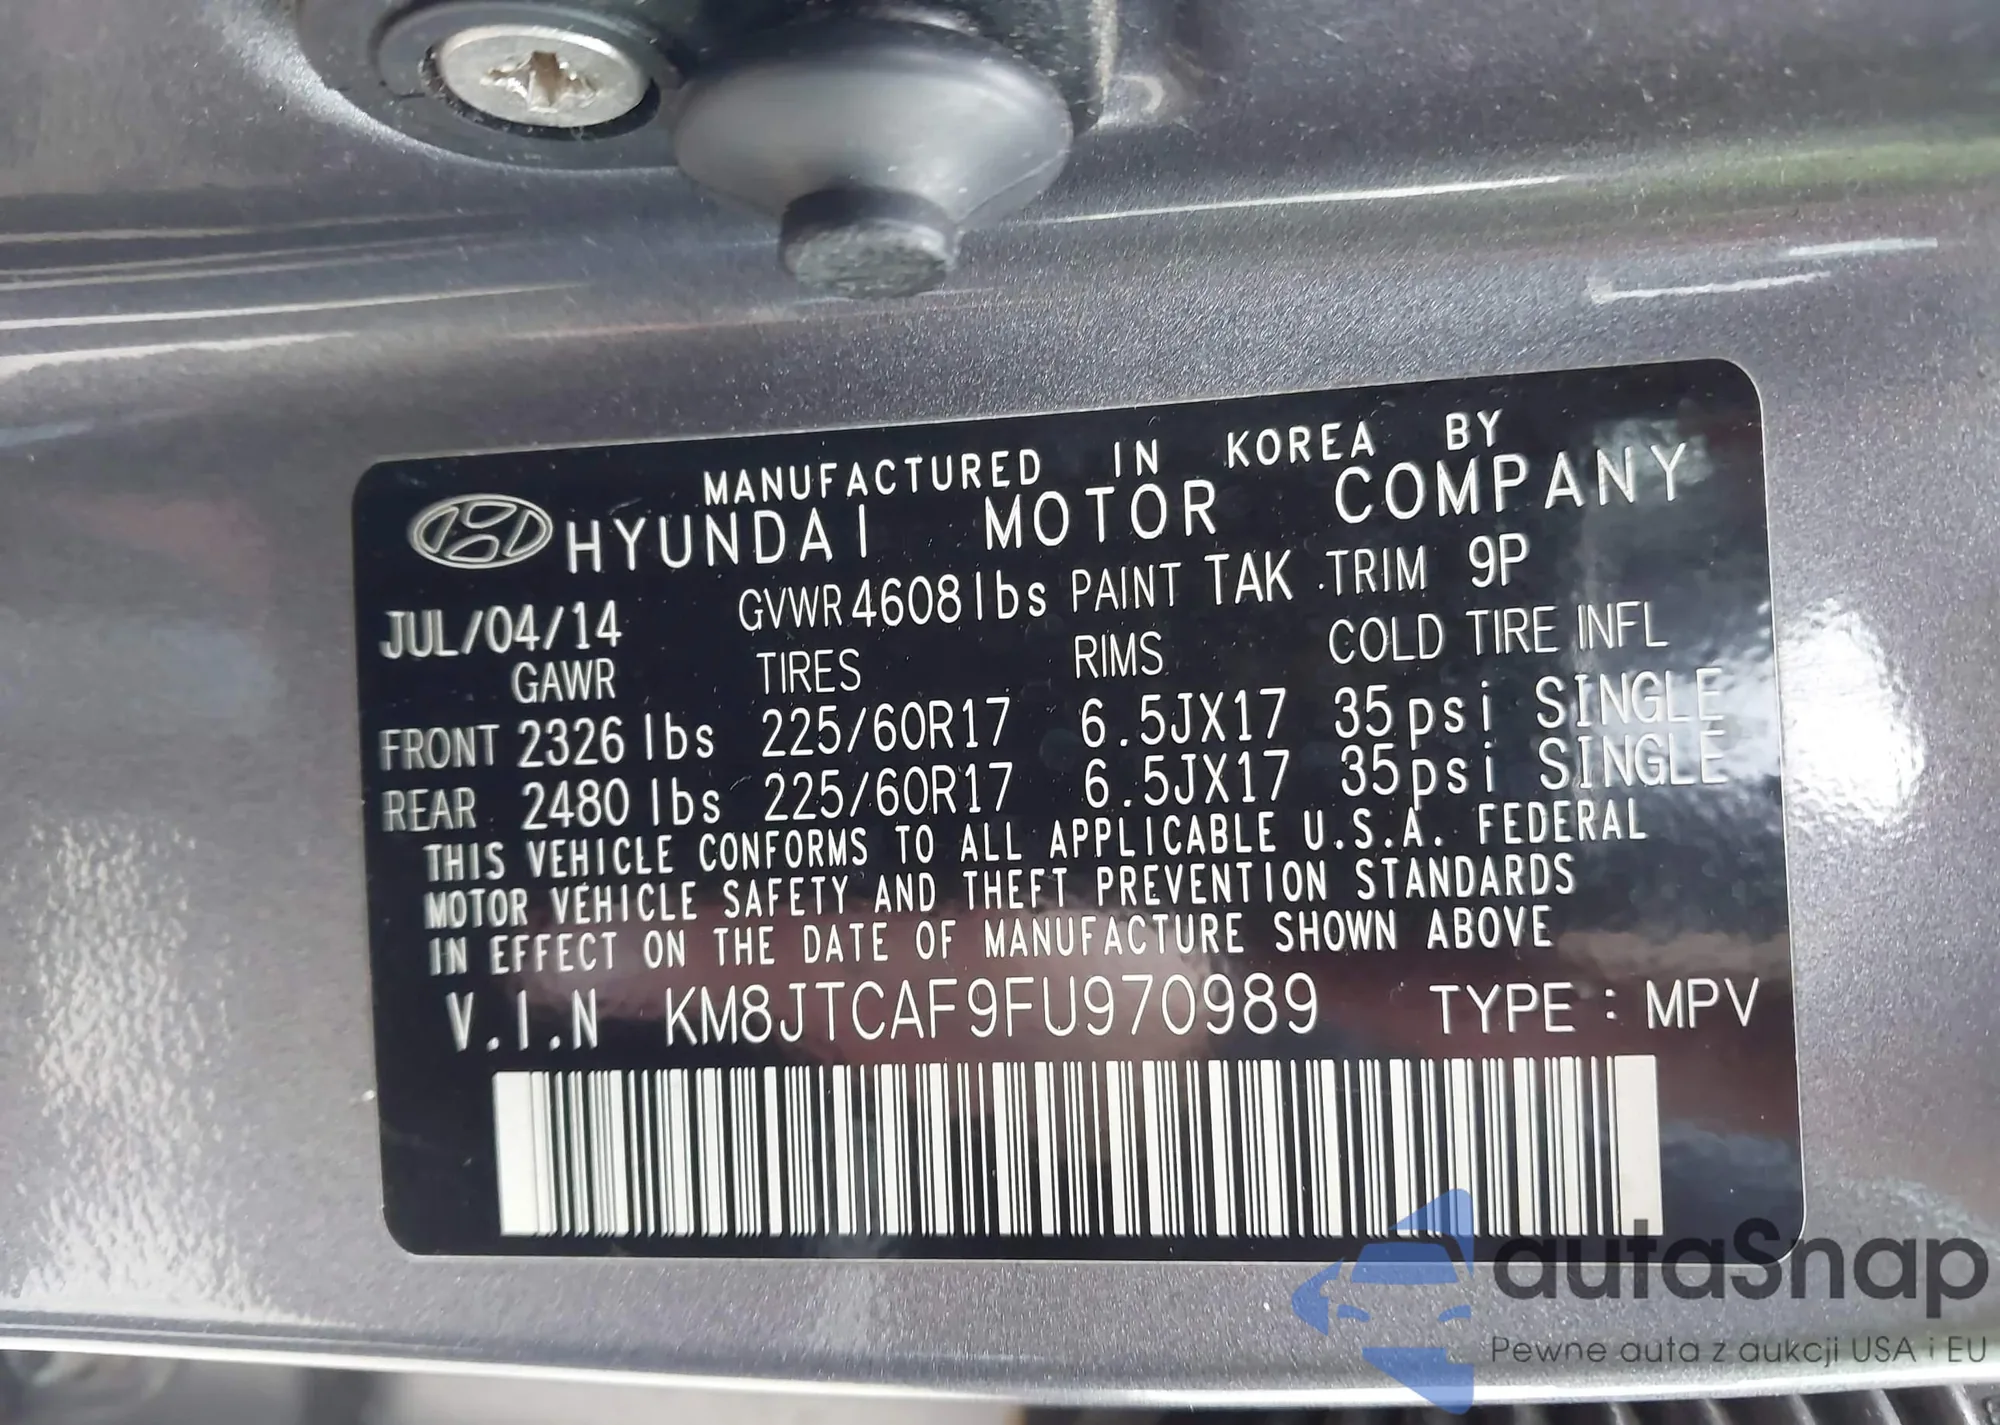 MANUFACTURED IN KOREA BY
HYUNDAI MOTOR COMPANY
JUL/04/14 GVWR 4608 lbs PAINT TAK TRIM 9P
GAWR TIRES RIMS COLD TIRE INFL
FRONT 2326 lbs 225/60R17 6.5JX17 35psi SINGLE
REAR 2480 lbs 225/60R17 6.5JX17 35psi SINGLE
THIS VEHICLE CONFORMS TO ALL APPLICABLE U.S.A. FEDERAL
MOTOR VEHICLE SAFETY AND THEFT PREVENTION STANDARDS
IN EFFECT ON THE DATE OF MANUFACTURE SHOWN ABOVE
V.I.N KM8JTCAF9FU970989 TYPE : MPV
autaSnap
Pewne auta z aukcji USA i EU